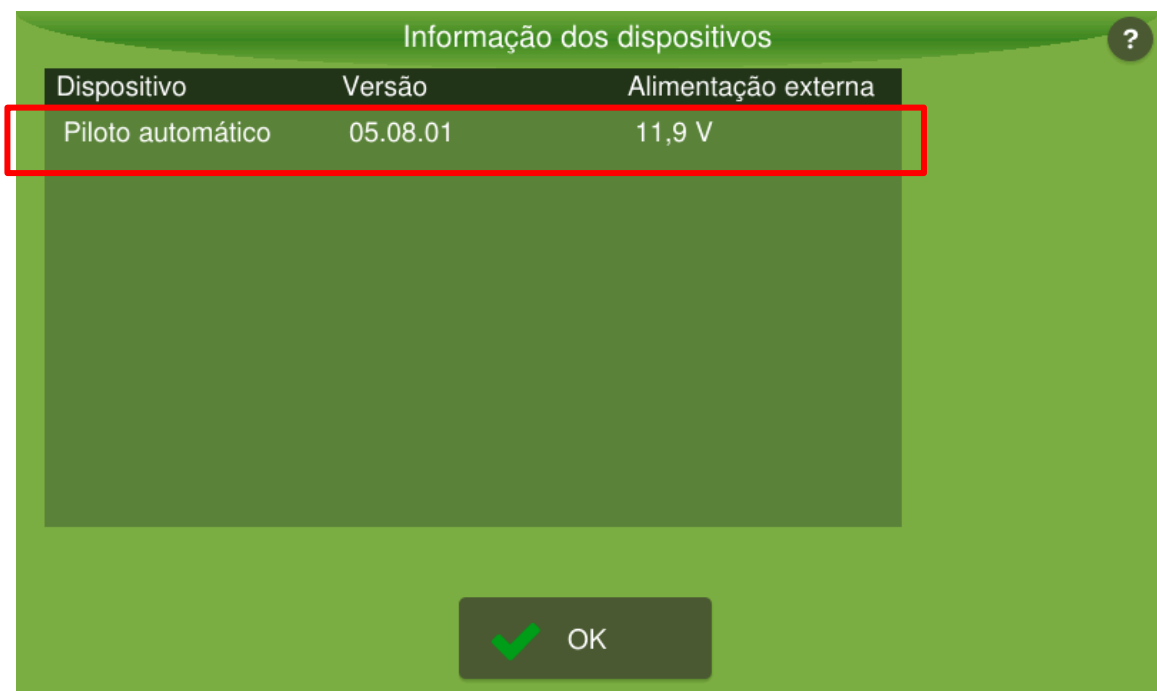 Informação dos dispositivos
?
Dispositivo Versão Alimentação externa
Piloto automático 05.08.01 11,9 V
OK